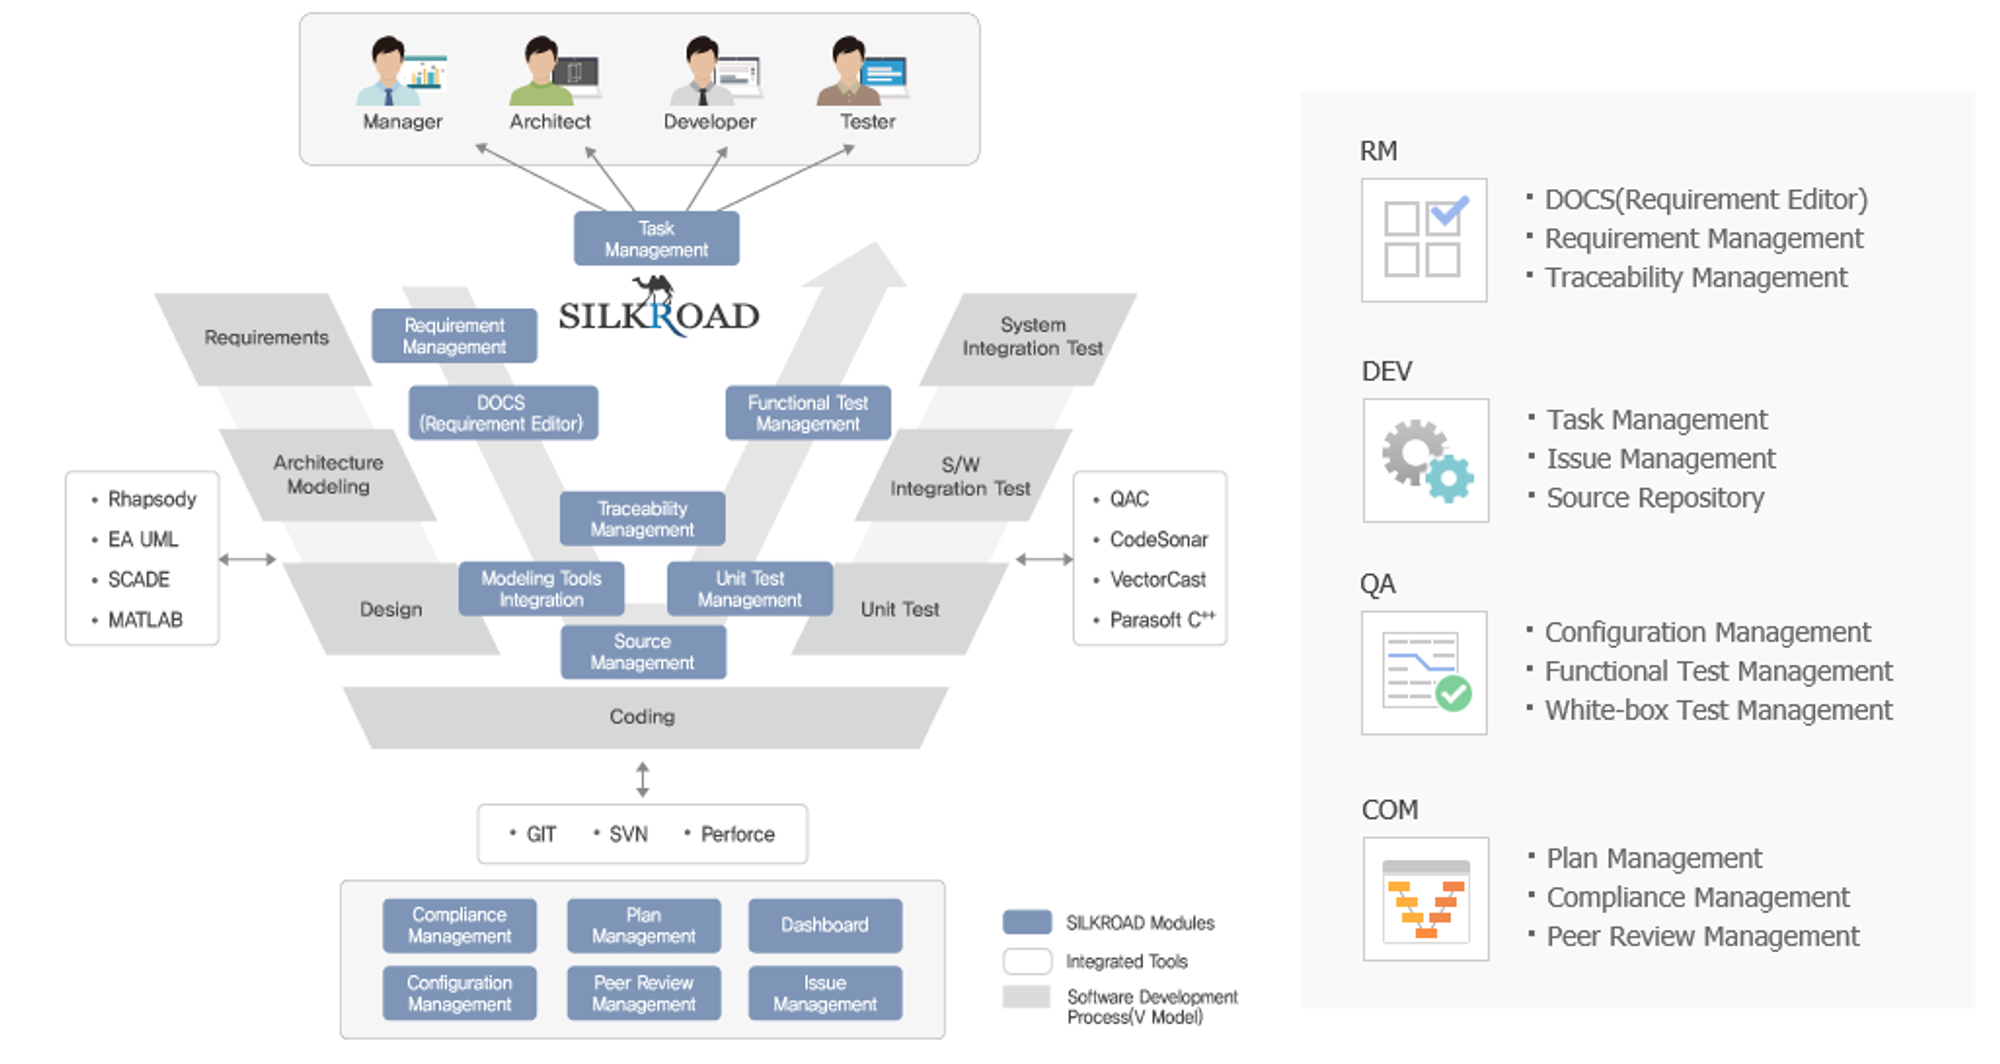 Manager
Architect
Developer
Tester
Task
Management
SILKROAD
Requirements
Requirement
Management
DOCS
(Requirement Editor)
Functional Test
Management
System
Integration Test
Architecture
Modeling
S/W
Integration Test
• Rhapsody
• EA UML
• SCADE
• MATLAB
Traceability
Management
• QAC
• CodeSonar
• VectorCast
• Parasoft C++
Design
Modeling Tools
Integration
Unit Test
Management
Unit Test
Source
Management
Coding
• GIT • SVN • Perforce
Compliance
Management
Plan
Management
Dashboard
Configuration
Management
Peer Review
Management
Issue
Management
SILKROAD Modules
Integrated Tools
Software Development
Process(V Model)
RM
· DOCS(Requirement Editor)
· Requirement Management
· Traceability Management
DEV
· Task Management
· Issue Management
· Source Repository
QA
· Configuration Management
· Functional Test Management
· White-box Test Management
COM
· Plan Management
· Compliance Management
· Peer Review Management